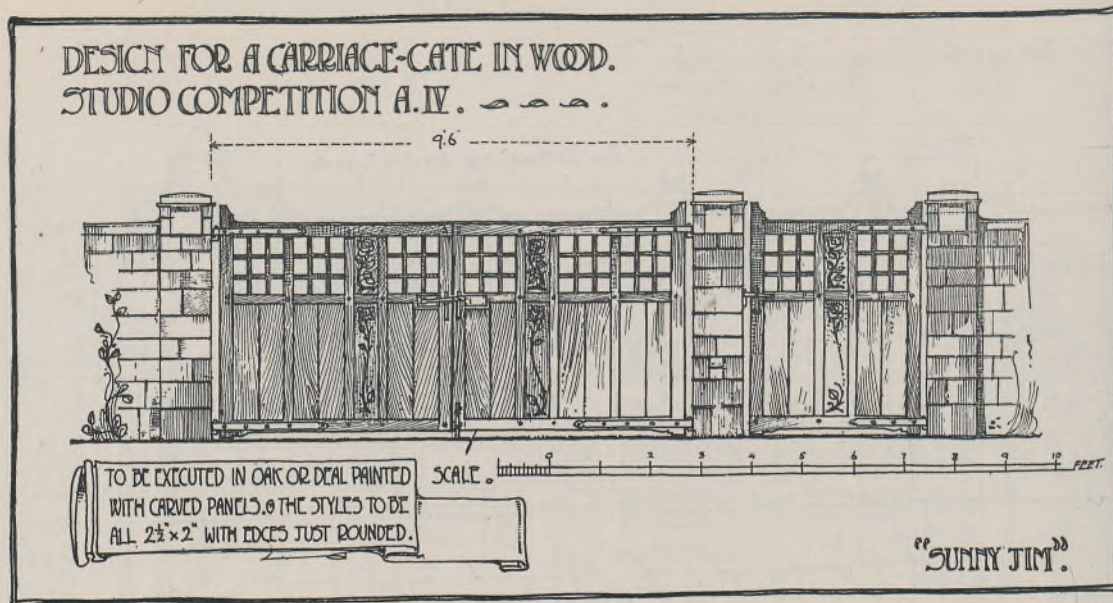 DESIGN FOR A CARRIAGE-GATE IN WOOD.
STUDIO COMPETITION A.IV.
9'.6"
SCALE.
0 1 2 3 4 5 6 7 8 9 10 FEET.
TO BE EXECUTED IN OAK OR DEAL PAINTED
WITH CARVED PANELS. THE STYLES TO BE
ALL 2½" × 2" WITH EDGES JUST ROUNDED.
"SUNNY JIM".